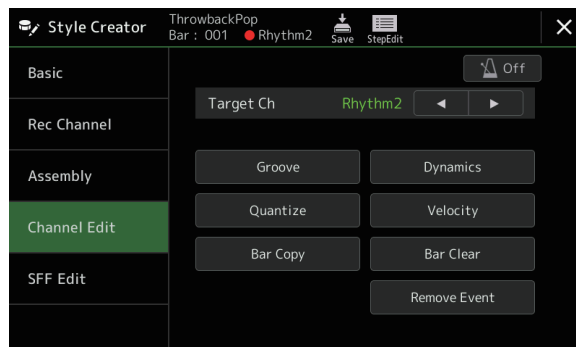 Style Creator
ThrowbackPop
Bar : 001 Rhythm2
Save
StepEdit
Basic
Rec Channel
Assembly
Channel Edit
SFF Edit
Off
Target Ch Rhythm2
Groove Dynamics
Quantize Velocity
Bar Copy Bar Clear
Remove Event